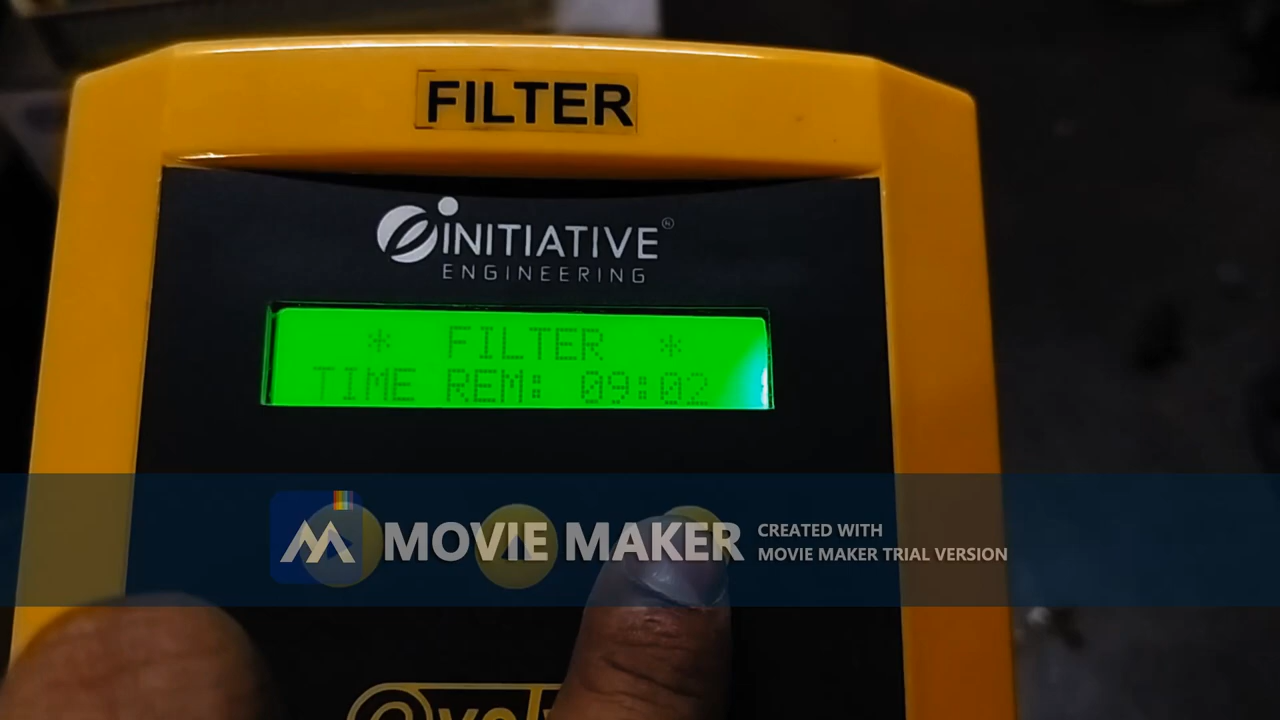 FILTER
INITIATIVE
ENGINEERING
* FILTER *
TIME REM: 09:02
MOVIE MAKER
CREATED WITH
MOVIE MAKER TRIAL VERSION